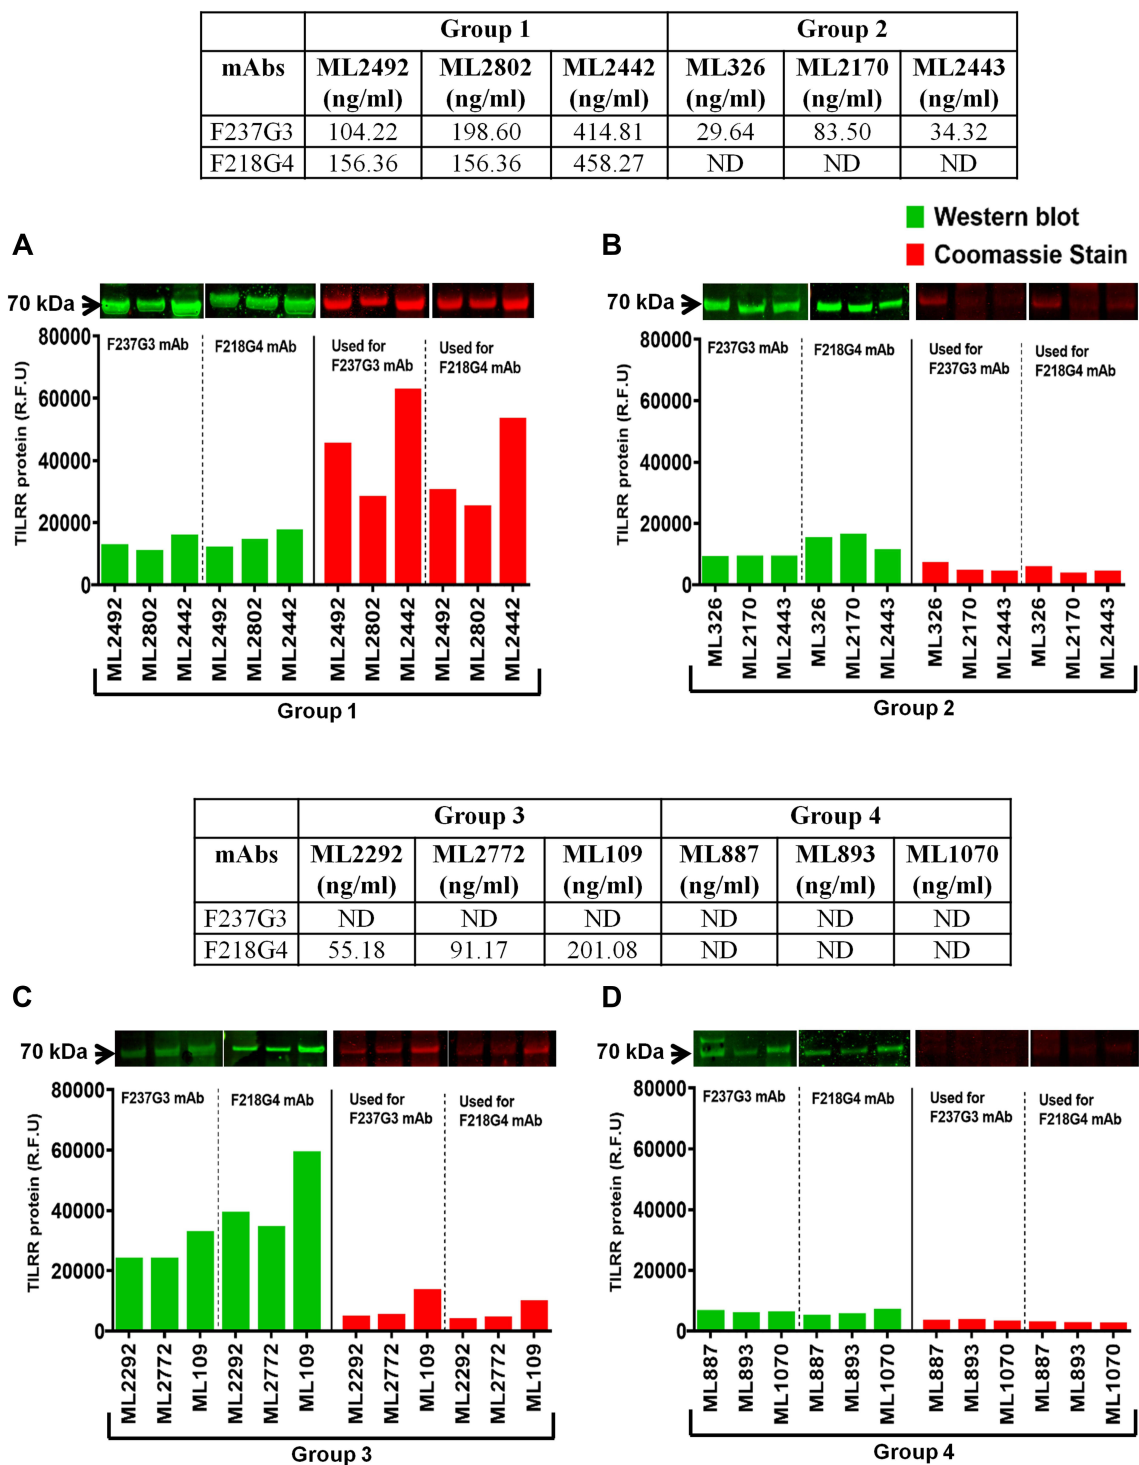 Group 1 Group 2
mAbs ML2492 ML2802 ML2442 ML326 ML2170 ML2443
(ng/ml) (ng/ml) (ng/ml) (ng/ml) (ng/ml) (ng/ml)
F237G3 104.22 198.60 414.81 29.64 83.50 34.32
F218G4 156.36 156.36 458.27 ND ND ND
Western blot
Coomassie Stain
A
70 kDa
80000
60000
40000
20000
0
TILRR protein (R.F.U)
F237G3 mAb F218G4 mAb Used for Used for
F237G3 mAb F218G4 mAb
ML2492 ML2802 ML2442 ML2492 ML2802 ML2442 ML2492 ML2802 ML2442 ML2492 ML2802 ML2442
Group 1
B
70 kDa
80000
60000
40000
20000
0
TILRR protein (R.F.U)
F237G3 mAb F218G4 mAb Used for Used for
F237G3 mAb F218G4 mAb
ML326 ML2170 ML2443 ML326 ML2170 ML2443 ML326 ML2170 ML2443 ML326 ML2170 ML2443
Group 2
Group 3 Group 4
mAbs ML2292 ML2772 ML109 ML887 ML893 ML1070
(ng/ml) (ng/ml) (ng/ml) (ng/ml) (ng/ml) (ng/ml)
F237G3 ND ND ND ND ND ND
F218G4 55.18 91.17 201.08 ND ND ND
C
70 kDa
80000
60000
40000
20000
0
TILRR protein (R.F.U)
F237G3 mAb F218G4 mAb Used for Used for
F237G3 mAb F218G4 mAb
ML2292 ML2772 ML109 ML2292 ML2772 ML109 ML2292 ML2772 ML109 ML2292 ML2772 ML109
Group 3
D
70 kDa
80000
60000
40000
20000
0
TILRR protein (R.F.U)
F237G3 mAb F218G4 mAb Used for Used for
F237G3 mAb F218G4 mAb
ML887 ML893 ML1070 ML887 ML893 ML1070 ML887 ML893 ML1070 ML887 ML893 ML1070
Group 4